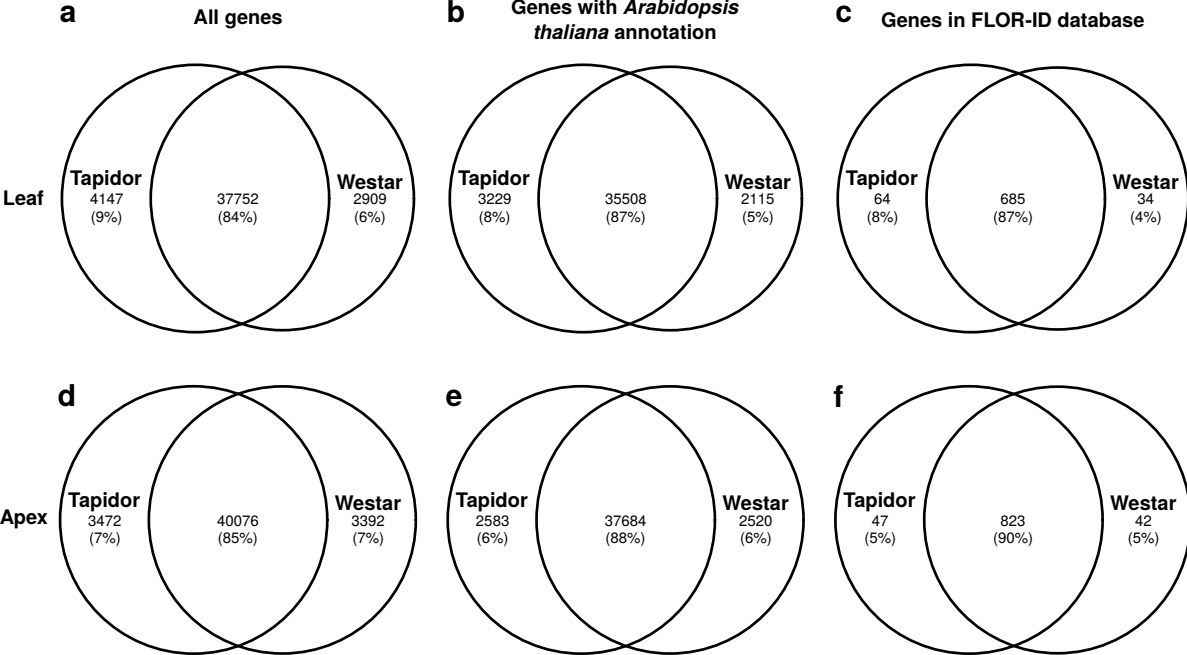 a
All genes
b
Genes with Arabidopsis
thaliana annotation
c
Genes in FLOR-ID database
Leaf
Tapidor
4147
(9%)
37752
(84%)
Westar
2909
(6%)
Tapidor
3229
(8%)
35508
(87%)
Westar
2115
(5%)
Tapidor
64
(8%)
685
(87%)
Westar
34
(4%)
d
e
f
Apex
Tapidor
3472
(7%)
40076
(85%)
Westar
3392
(7%)
Tapidor
2583
(6%)
37684
(88%)
Westar
2520
(6%)
Tapidor
47
(5%)
823
(90%)
Westar
42
(5%)